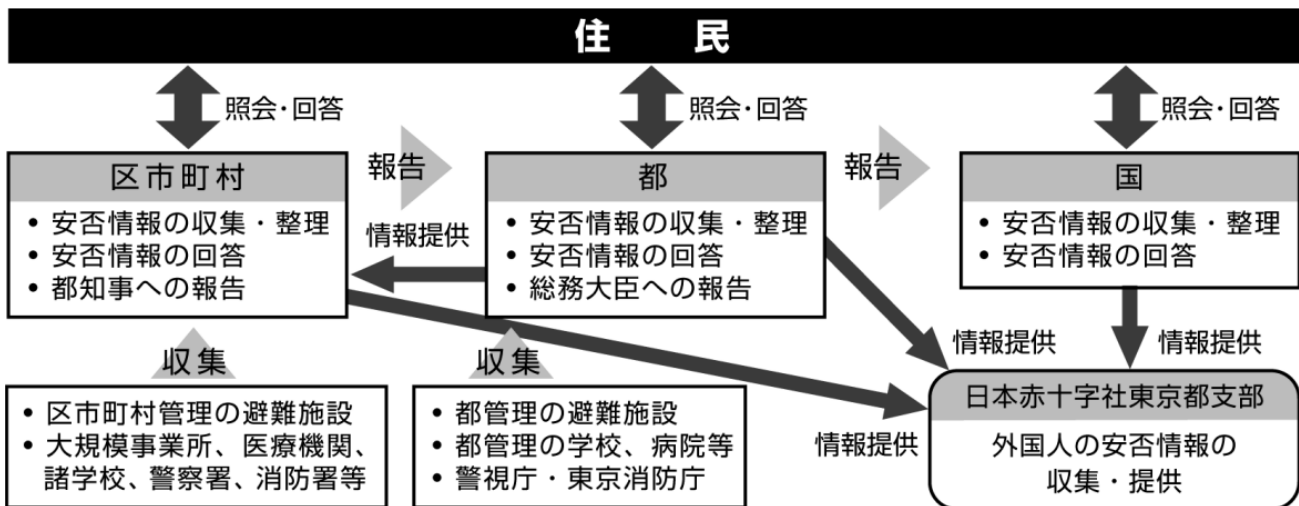 住　民
照会・回答
照会・回答
照会・回答
区市町村
• 安否情報の収集・整理
• 安否情報の回答
• 都知事への報告
報告
情報提供
都
• 安否情報の収集・整理
• 安否情報の回答
• 総務大臣への報告
報告
国
• 安否情報の収集・整理
• 安否情報の回答
収集
• 区市町村管理の避難施設
• 大規模事業所、医療機関、
諸学校、警察署、消防署等
収集
• 都管理の避難施設
• 都管理の学校、病院等
• 警視庁・東京消防庁
情報提供
情報提供
情報提供
日本赤十字社東京都支部
外国人の安否情報の
収集・提供